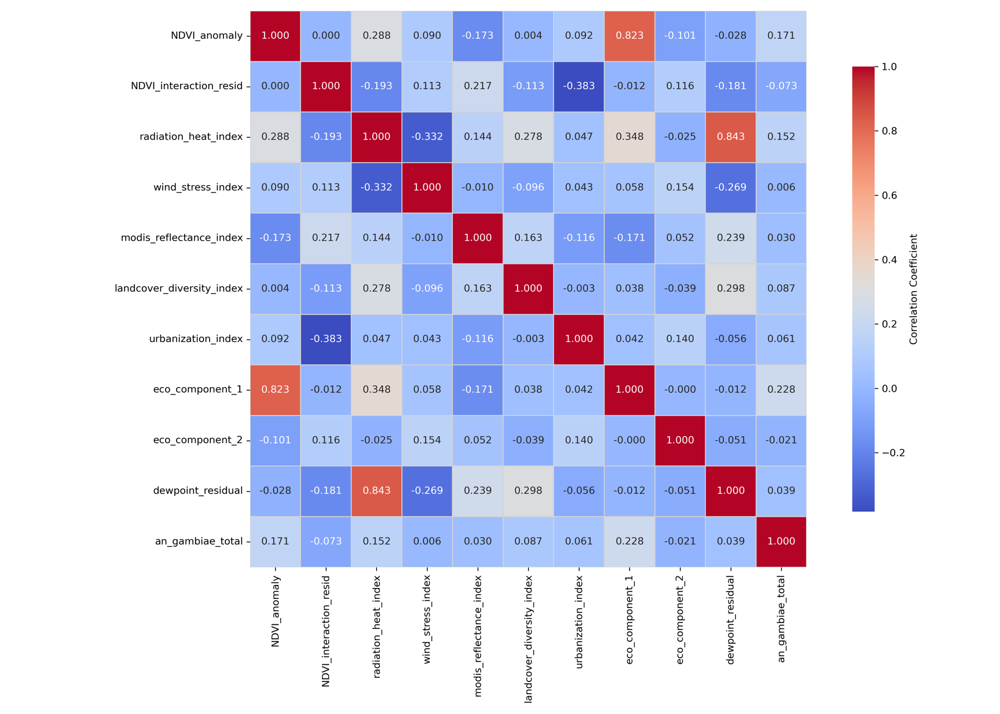 NDVI_anomaly 1.000 0.000 0.288 0.090 -0.173 0.004 0.092 0.823 -0.101 -0.028 0.171
NDVI_interaction_resid 0.000 1.000 -0.193 0.113 0.217 -0.113 -0.383 -0.012 0.116 -0.181 -0.073
radiation_heat_index 0.288 -0.193 1.000 -0.332 0.144 0.278 0.047 0.348 -0.025 0.843 0.152
wind_stress_index 0.090 0.113 -0.332 1.000 -0.010 -0.096 0.043 0.058 0.154 -0.269 0.006
modis_reflectance_index -0.173 0.217 0.144 -0.010 1.000 0.163 -0.116 -0.171 0.052 0.239 0.030
landcover_diversity_index 0.004 -0.113 0.278 -0.096 0.163 1.000 -0.003 0.038 -0.039 0.298 0.087
urbanization_index 0.092 -0.383 0.047 0.043 -0.116 -0.003 1.000 0.042 0.140 -0.056 0.061
eco_component_1 0.823 -0.012 0.348 0.058 -0.171 0.038 0.042 1.000 -0.000 -0.012 0.228
eco_component_2 -0.101 0.116 -0.025 0.154 0.052 -0.039 0.140 -0.000 1.000 -0.051 -0.021
dewpoint_residual -0.028 -0.181 0.843 -0.269 0.239 0.298 -0.056 -0.012 -0.051 1.000 0.039
an_gambiae_total 0.171 -0.073 0.152 0.006 0.030 0.087 0.061 0.228 -0.021 0.039 1.000
NDVI_anomaly
NDVI_interaction_resid
radiation_heat_index
wind_stress_index
modis_reflectance_index
landcover_diversity_index
urbanization_index
eco_component_1
eco_component_2
dewpoint_residual
an_gambiae_total
1.0
0.8
0.6
0.4
0.2
0.0
−0.2
Correlation Coefficient